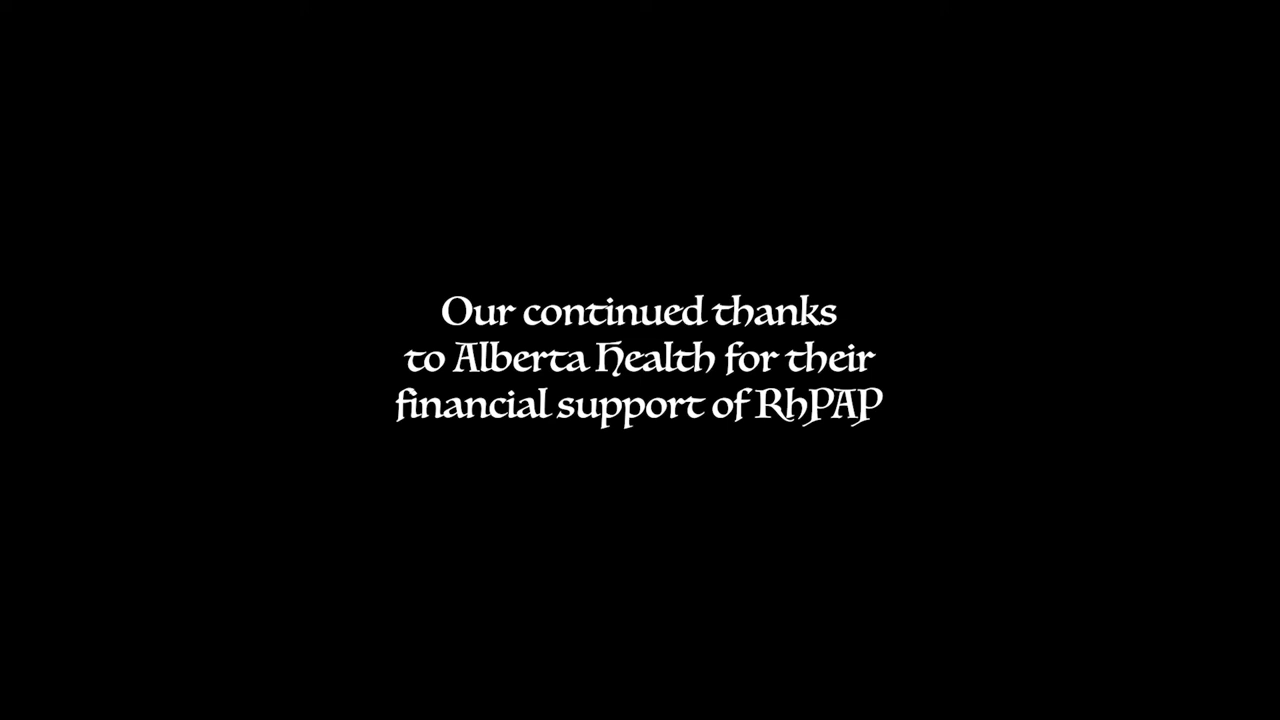 Our continued thanks
to Alberta Health for their
financial support of RhPAP